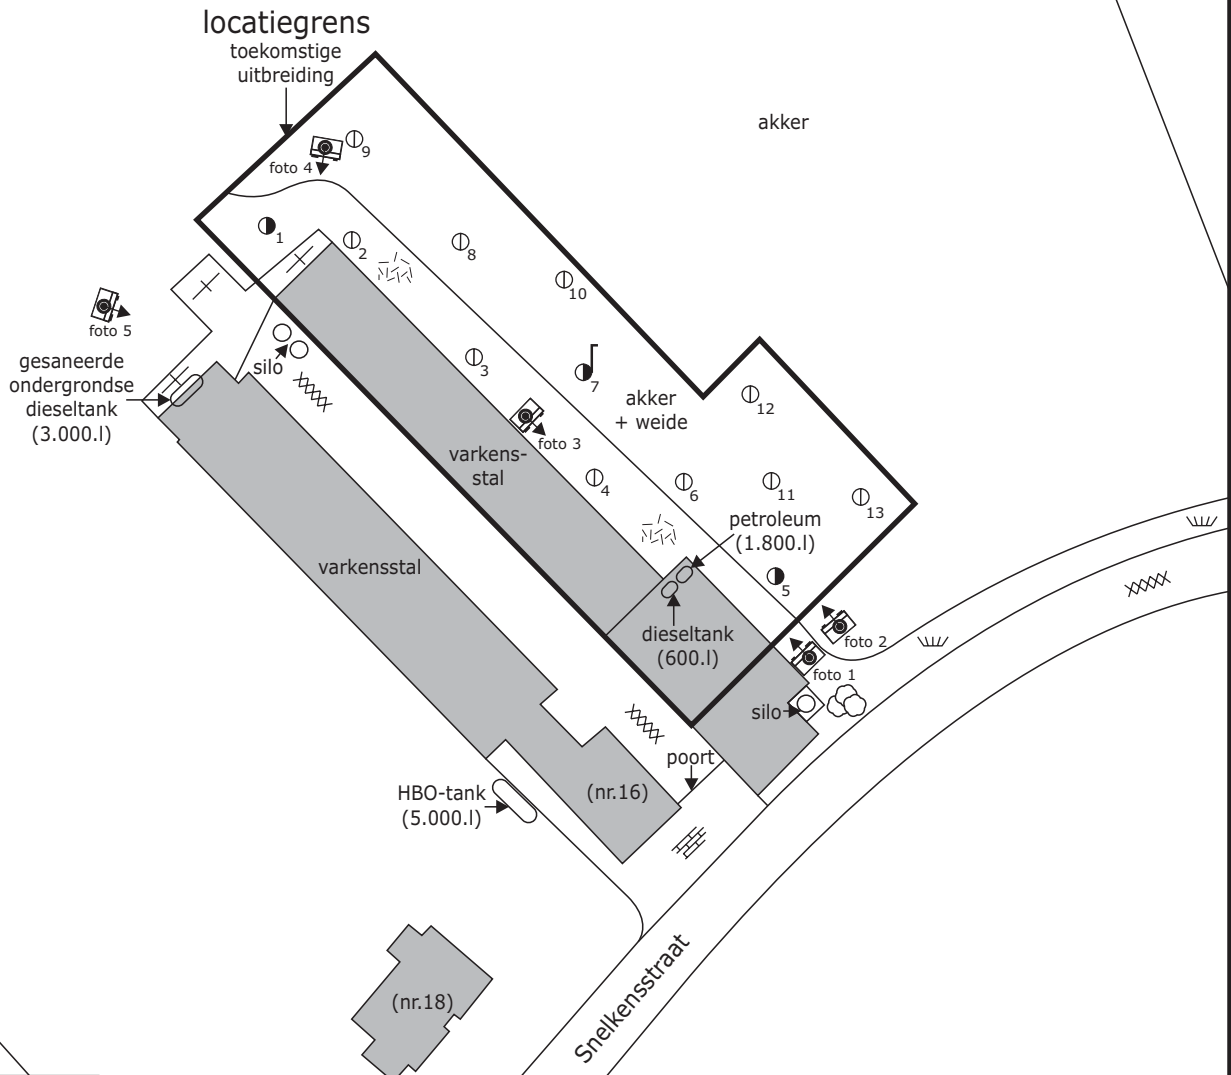 locatiegrens
toekomstige
uitbreiding
akker
9
foto 4
1
2
8
10
foto 5
silo
3
7
gesaneerde
ondergrondse
dieseltank
(3.000.l)
akker
+ weide
12
foto 3
varkens-
stal
4
6
11
13
petroleum
(1.800.l)
varkensstal
5
dieseltank
(600.l)
foto 2
foto 1
silo
poort
HBO-tank
(5.000.l)
(nr.16)
Snelkensstraat
(nr.18)